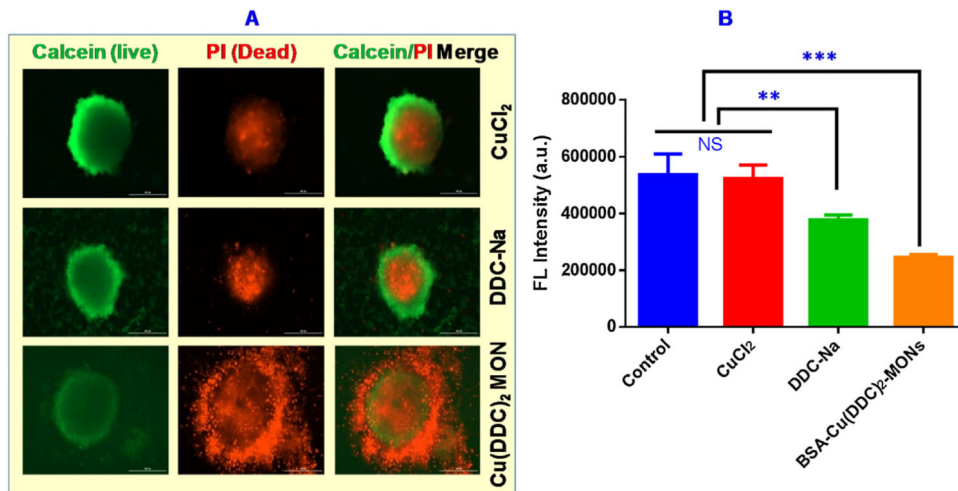 A
Calcein (live)
PI (Dead)
Calcein/PI Merge
CuCl₂
DDC-Na
Cu(DDC)₂ MON
B
***
**
NS
FL Intensity (a.u.)
800000
600000
400000
200000
0
Control
CuCl₂
DDC-Na
BSA-Cu(DDC)₂-MONs